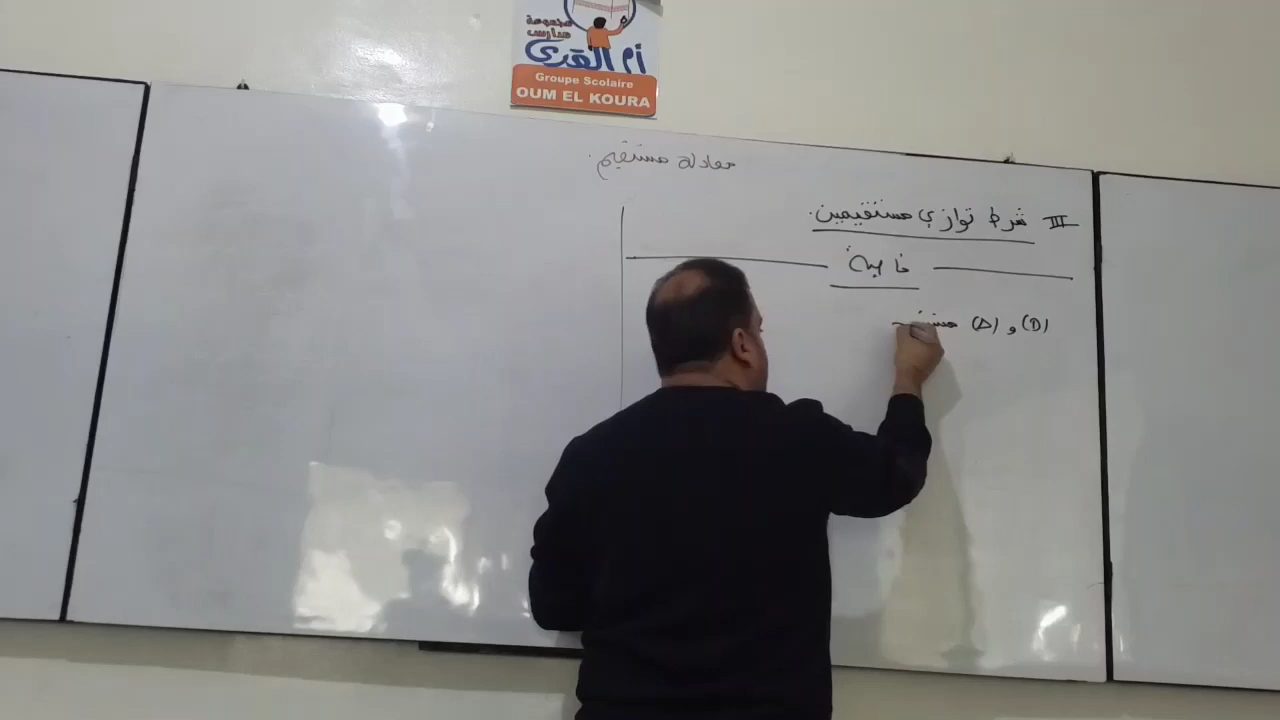 مجموعة
مدارس
أم القرى
Groupe Scolaire
OUM EL KOURA
معادلة مستقيم.
III شرط توازي مستقيمين.
خاصية
(D) و (Δ)